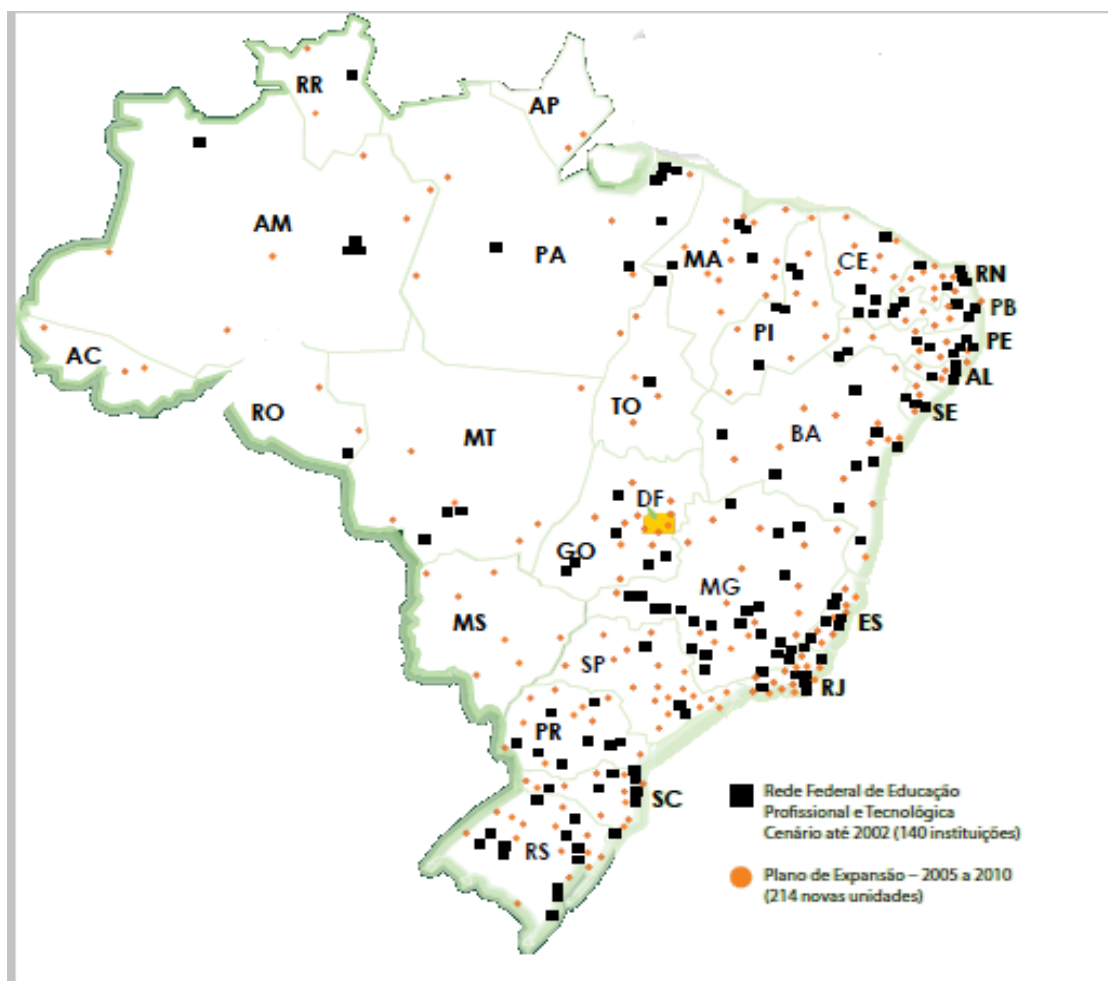 RR
AP
AM
PA
MA
CE
RN
PB
PI
PE
AC
AL
TO
SE
RO
MT
BA
DF
GO
MG
MS
ES
SP
RJ
PR
SC
RS
Rede Federal de Educação
Profissional e Tecnológica
Cenário até 2002 (140 instituições)
Plano de Expansão – 2005 a 2010
(214 novas unidades)